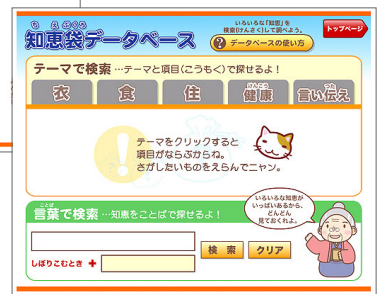 ちえぶくろ
知恵袋データベース
いろいろな「知恵」を
検索(けんさく)して調べよう。
? データベースの使い方
トップページ
テーマで検索…テーマと項目(こうもく)で探せるよ!
衣
食
住
けんこう
健康
つた
言い伝え
テーマをクリックすると
項目がならぶからね。
さがしたいものをえらんでニャン。
ことば
言葉で検索…知恵をことばで探せるよ!
いろいろな知恵が
いっぱいあるから、
どんどん
見ておくれよ。
検 索
クリア
しぼりこむとき +